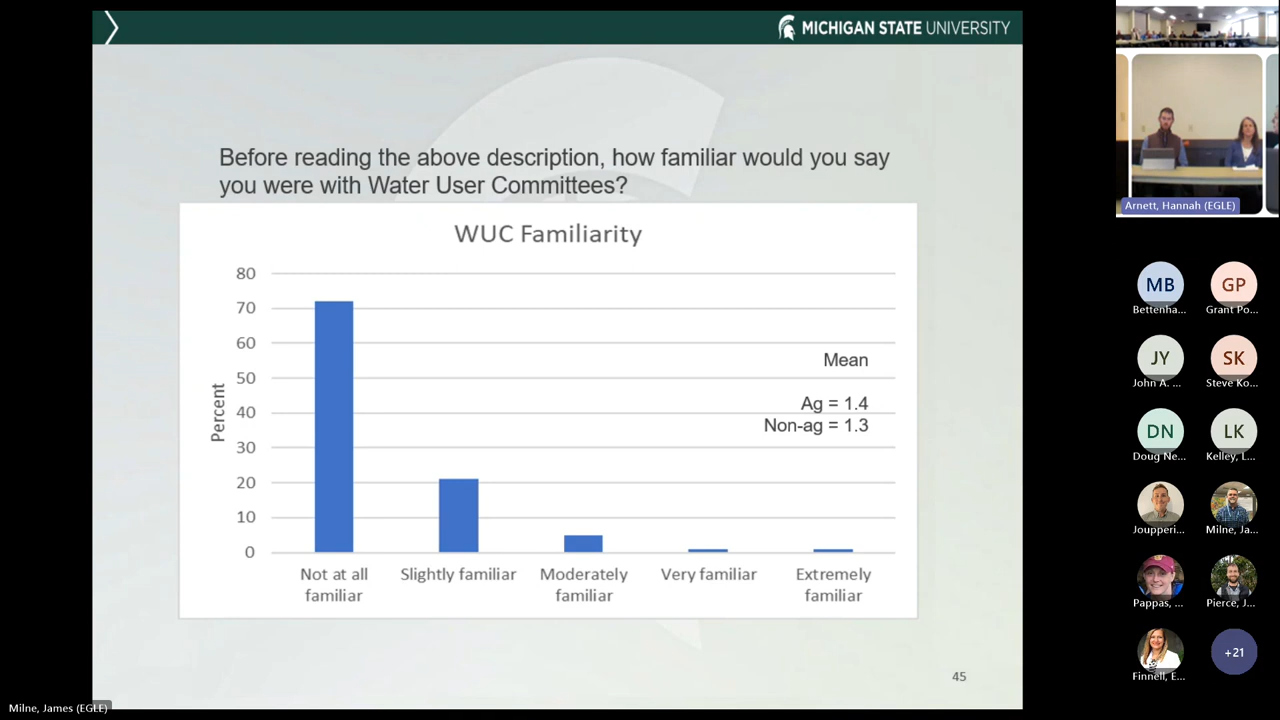 MICHIGAN STATE UNIVERSITY
Before reading the above description, how familiar would you say
you were with Water User Committees?
WUC Familiarity
80
70
60
50
40
30
20
10
0
Percent
Mean
Ag = 1.4
Non-ag = 1.3
Not at all
familiar
Slightly familiar
Moderately
familiar
Very familiar
Extremely
familiar
45
Milne, James (EGLE)
Arnett, Hannah (EGLE)
MB
Bettenha...
GP
Grant Po...
JY
John A. ...
SK
Steve Ko...
DN
Doug Ne...
LK
Kelley, L...
Joupperi...
Milne, Ja...
Pappas, ...
Pierce, J...
Finnell, E...
+21